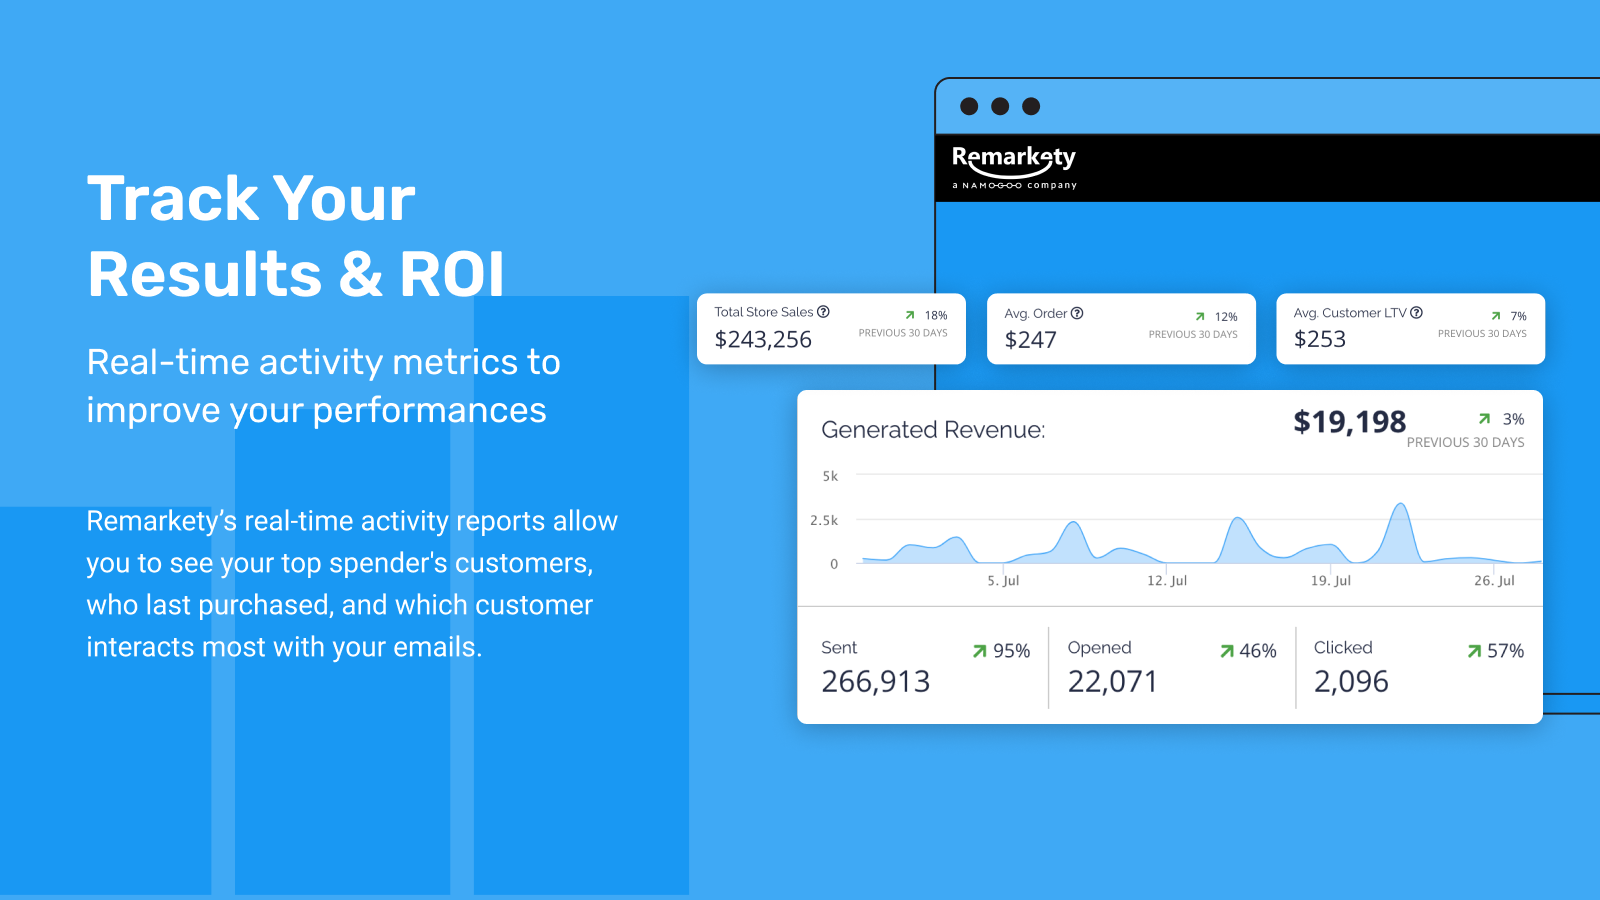 Track Your
Results & ROI
Real-time activity metrics to
improve your performances
Remarkety's real-time activity reports allow
you to see your top spender's customers,
who last purchased, and which customer
interacts most with your emails.
Remarkety
a NAMOGOO company
Total Store Sales ? 18%
$243,256 PREVIOUS 30 DAYS
Avg. Order ? 12%
$247 PREVIOUS 30 DAYS
Avg. Customer LTV ? 7%
$253 PREVIOUS 30 DAYS
Generated Revenue: $19,198 3%
PREVIOUS 30 DAYS
5k
2.5k
0
5. Jul 12. Jul 19. Jul 26. Jul
Sent 95%
266,913
Opened 46%
22,071
Clicked 57%
2,096